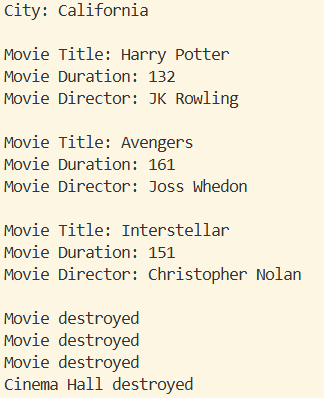 City: California
Movie Title: Harry Potter
Movie Duration: 132
Movie Director: JK Rowling
Movie Title: Avengers
Movie Duration: 161
Movie Director: Joss Whedon
Movie Title: Interstellar
Movie Duration: 151
Movie Director: Christopher Nolan
Movie destroyed
Movie destroyed
Movie destroyed
Cinema Hall destroyed